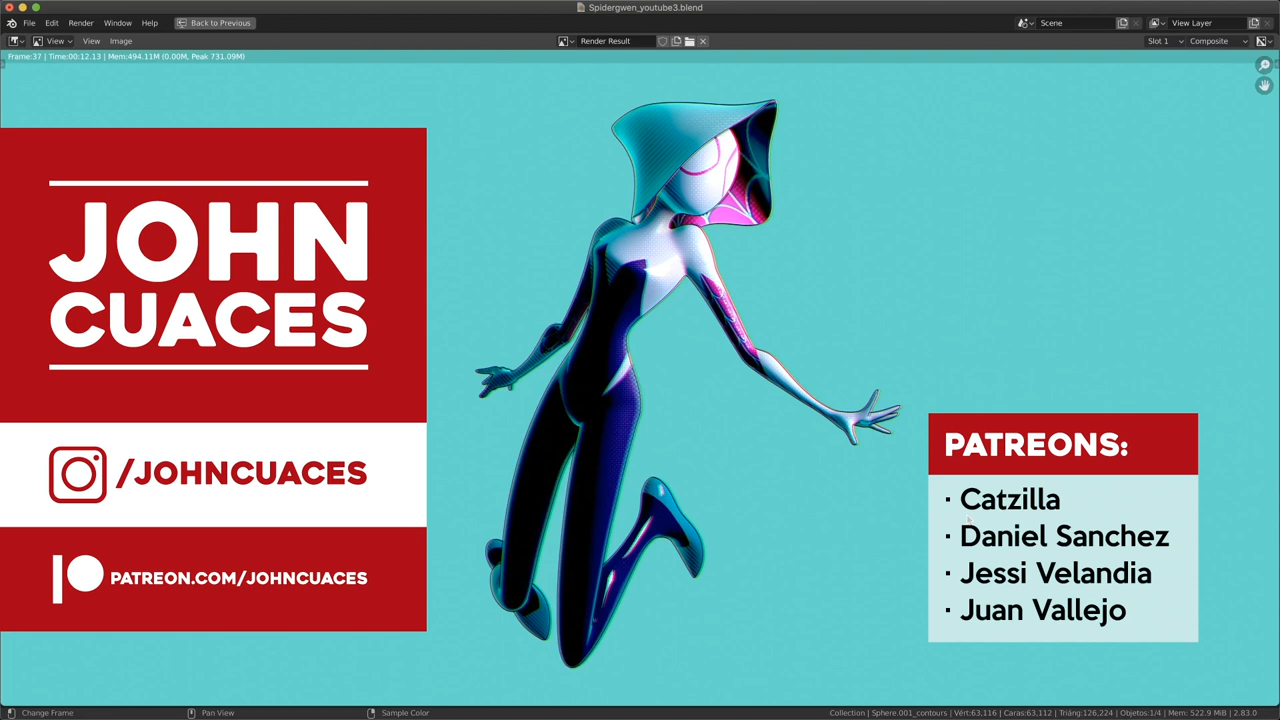 Spidergwen_youtube3.blend
File Edit Render Window Help Back to Previous Scene View Layer
View View Image Render Result Slot 1 Composite
Frame:37 | Time:00:12.13 | Mem:494.11M (0.00M, Peak 731.09M)
JOHN
CUACES
/JOHNCUACES
PATREON.COM/JOHNCUACES
PATREONS:
· Catzilla
· Daniel Sanchez
· Jessi Velandia
· Juan Vallejo
Change Frame Pan View Sample Color Collection | Sphere.001_contours | Vért:63,116 | Caras:63,112 | Triáng:126,224 | Objetos:1/4 | Mem: 522.9 MiB | 2.83.0